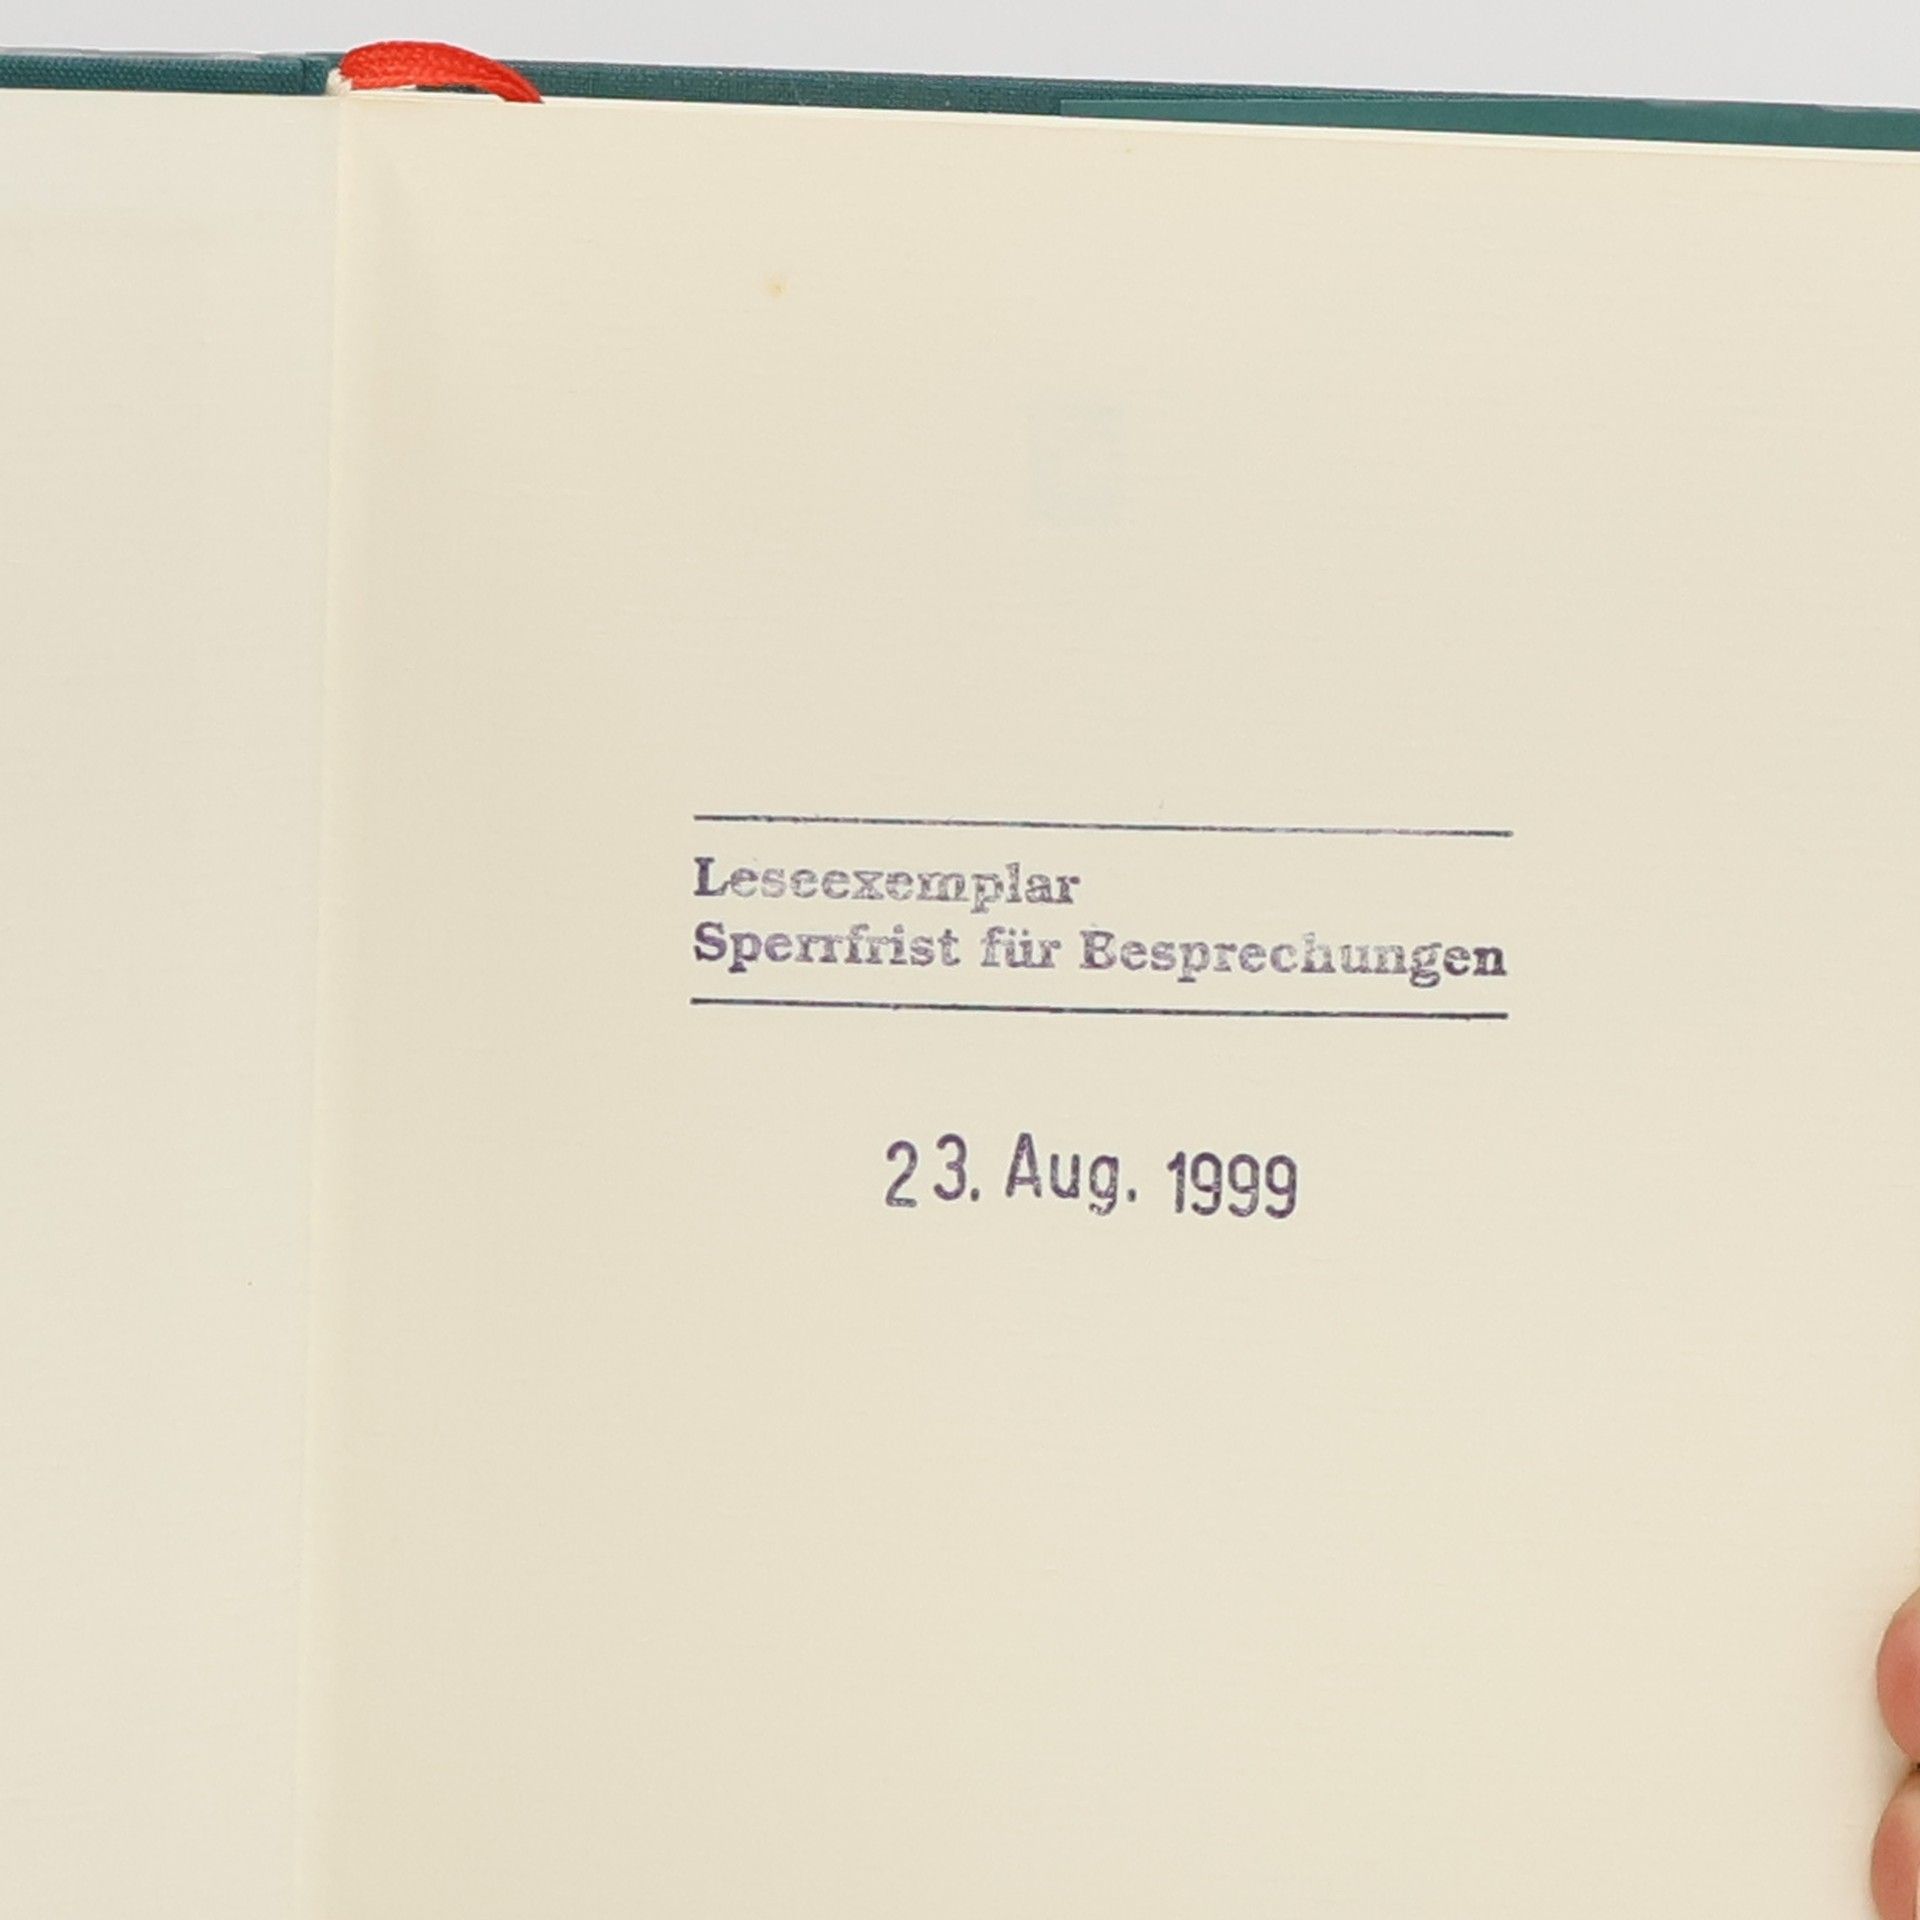 Leseexemplar
Sperrfrist für Besprechungen
23. Aug. 1999